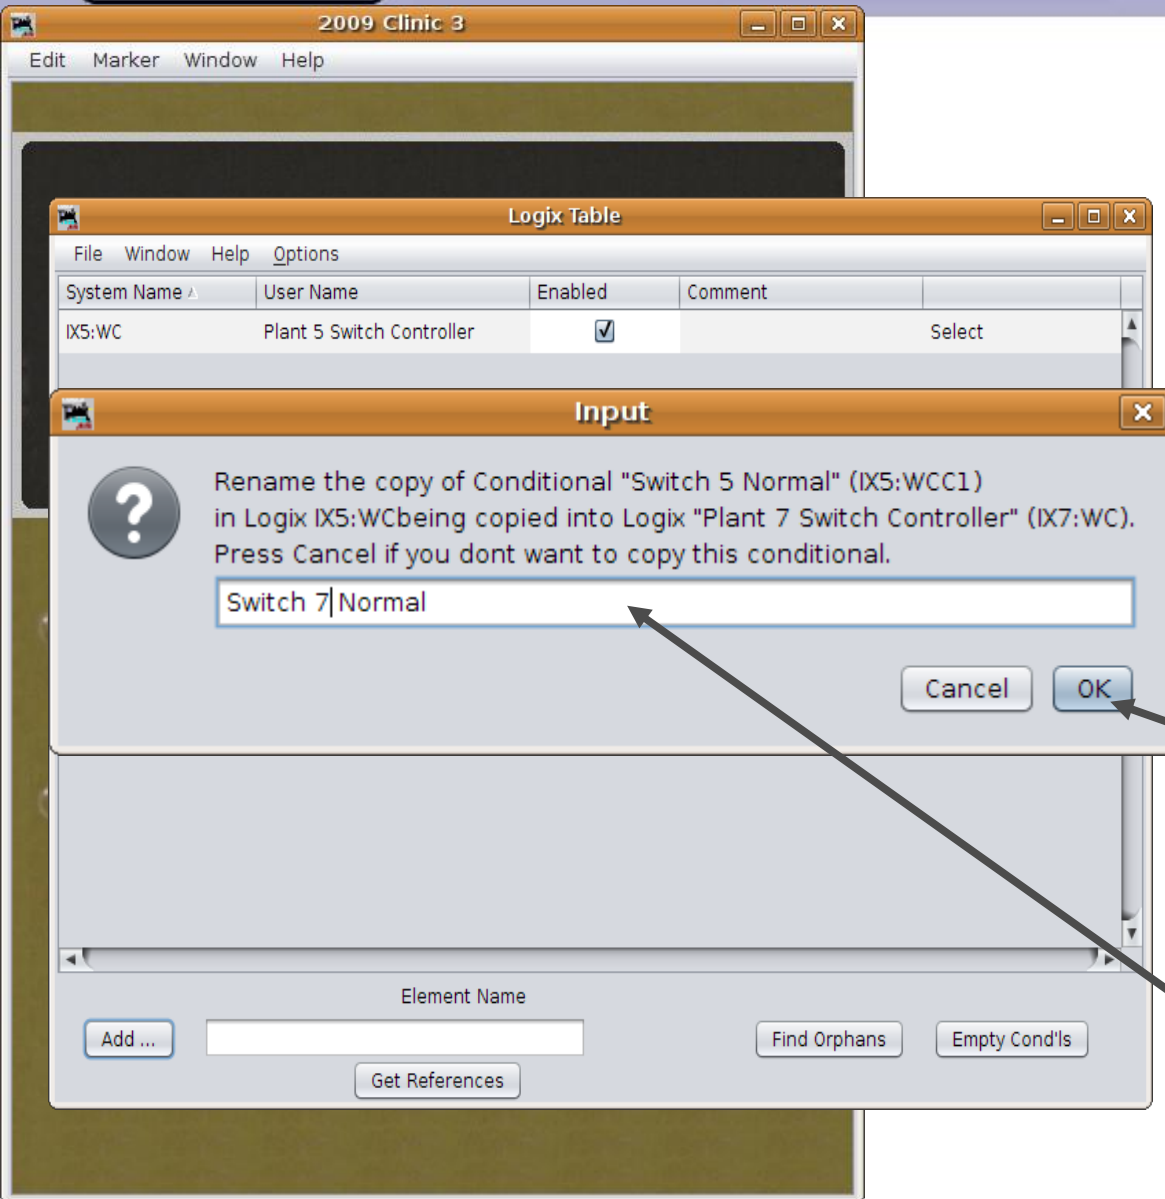 2009 Clinic 3
Edit Marker Window Help
Logix Table
File Window Help Options
System Name User Name Enabled Comment
IX5:WC Plant 5 Switch Controller Select
Input
Rename the copy of Conditional "Switch 5 Normal" (IX5:WCC1)
in Logix IX5:WCbeing copied into Logix "Plant 7 Switch Controller" (IX7:WC).
Press Cancel if you dont want to copy this conditional.
Switch 7 Normal
Cancel OK
Element Name
Add ... Find Orphans Empty Cond'ls
Get References